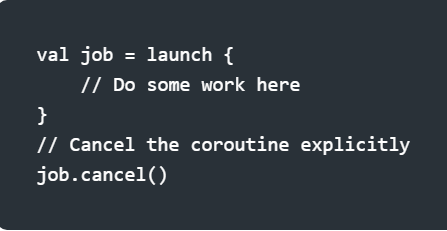 val job = launch {
    // Do some work here
}
// Cancel the coroutine explicitly
job.cancel()